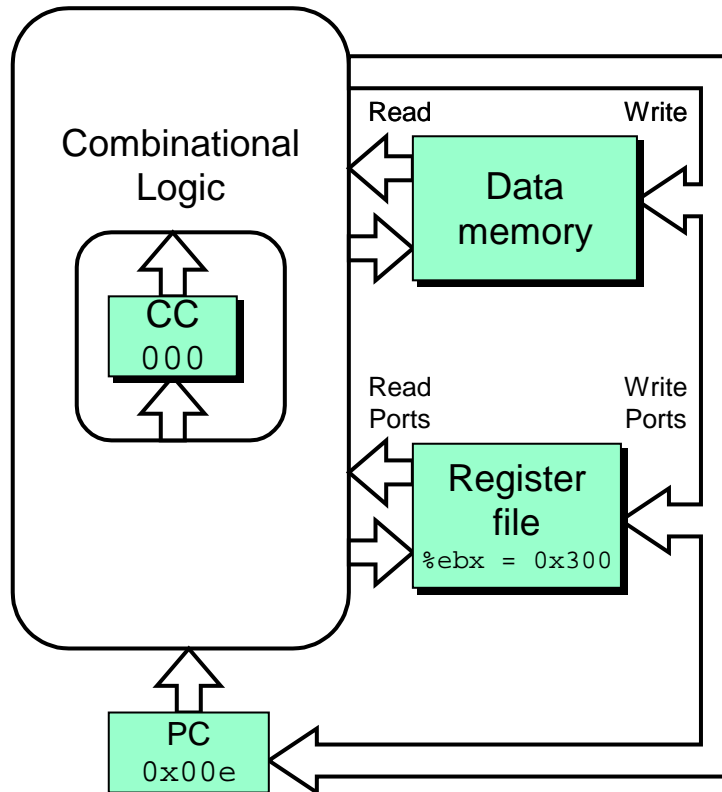 Combinational
Logic
CC
000
Read
Write
Data
memory
Read
Ports
Write
Ports
Register
file
%ebx = 0x300
PC
0x00e